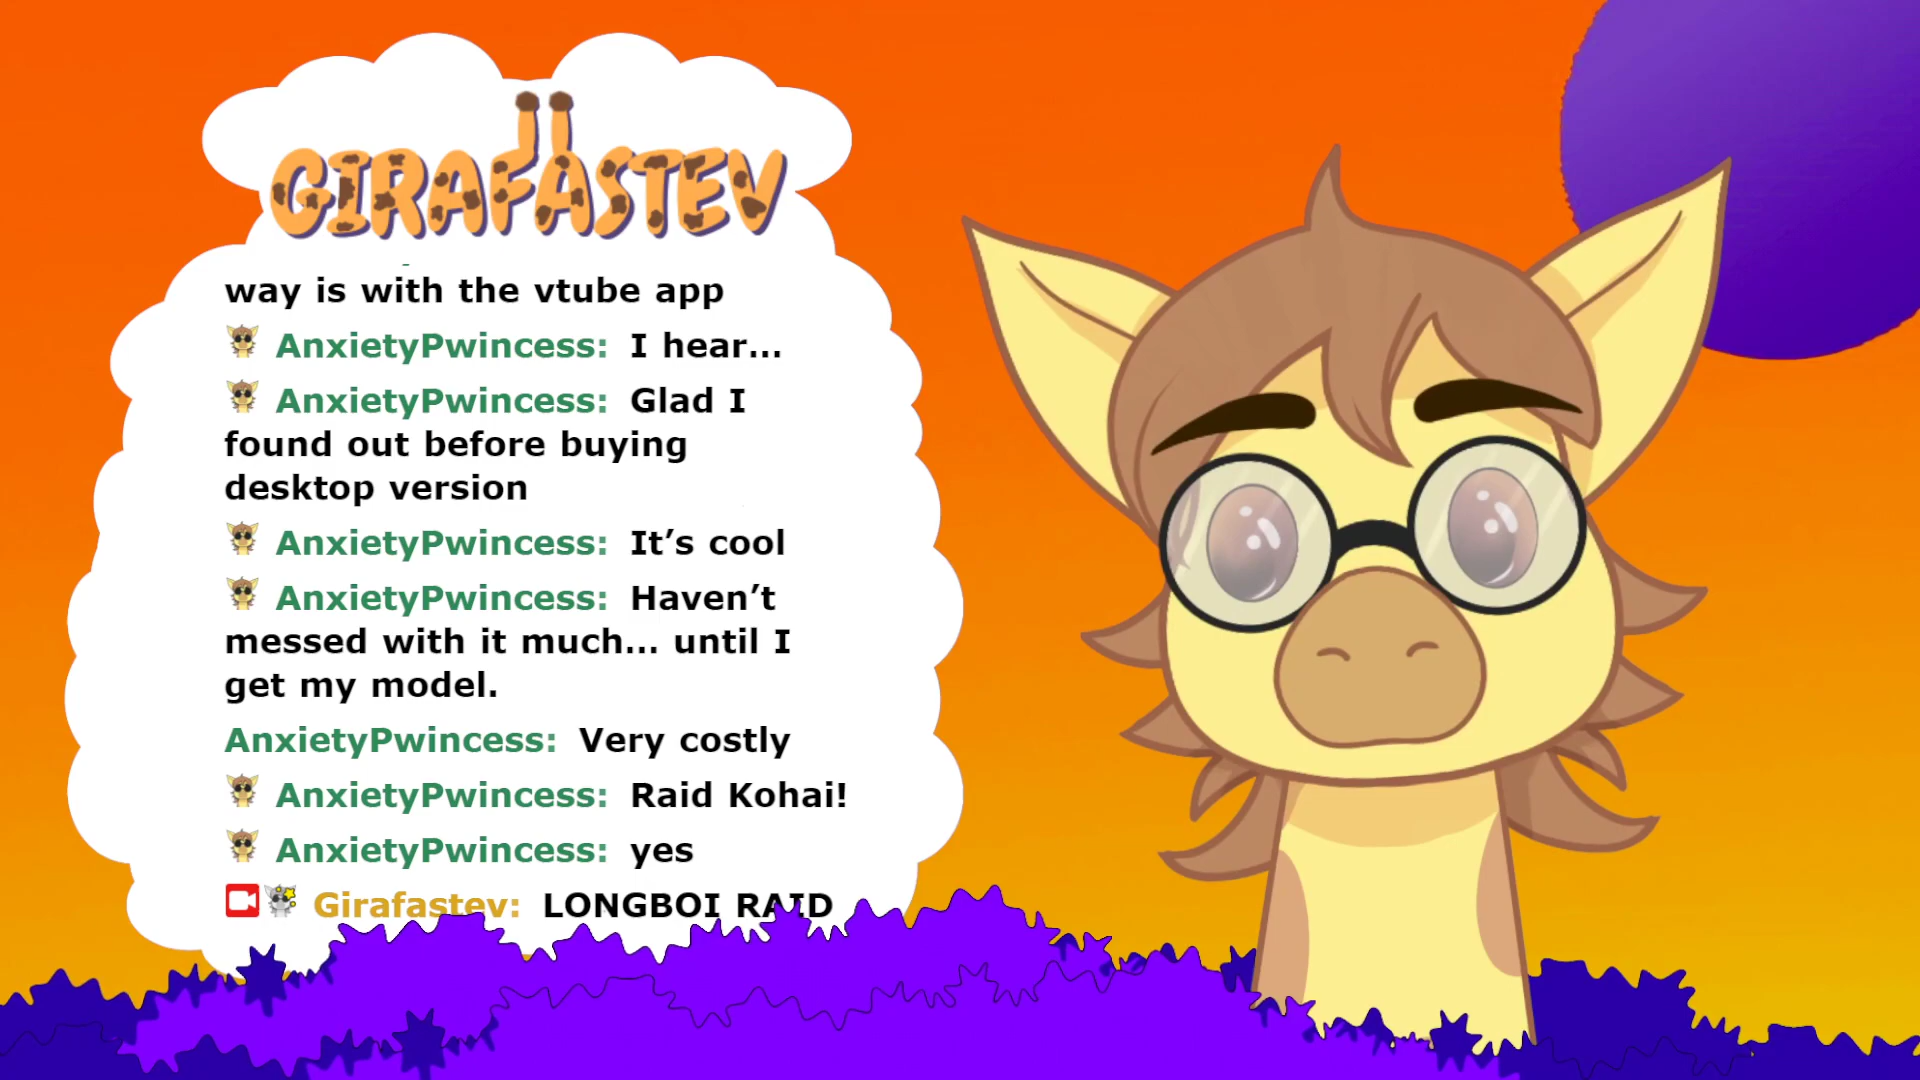 GIRAFASTEV
way is with the vtube app
AnxietyPwincess: I hear...
AnxietyPwincess: Glad I
found out before buying
desktop version
AnxietyPwincess: It’s cool
AnxietyPwincess: Haven’t
messed with it much... until I
get my model.
AnxietyPwincess: Very costly
AnxietyPwincess: Raid Kohai!
AnxietyPwincess: yes
Girafastev: LONGBOI RAID